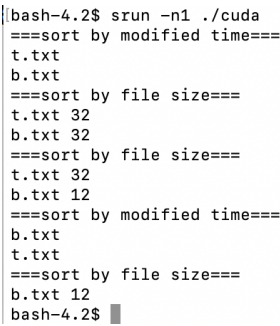 [bash-4.2$ srun -n1 ./cuda
===sort by modified time===
t.txt
b.txt
===sort by file size===
t.txt 32
b.txt 32
===sort by file size===
t.txt 32
b.txt 12
===sort by modified time===
b.txt
t.txt
===sort by file size===
b.txt 12
bash-4.2$